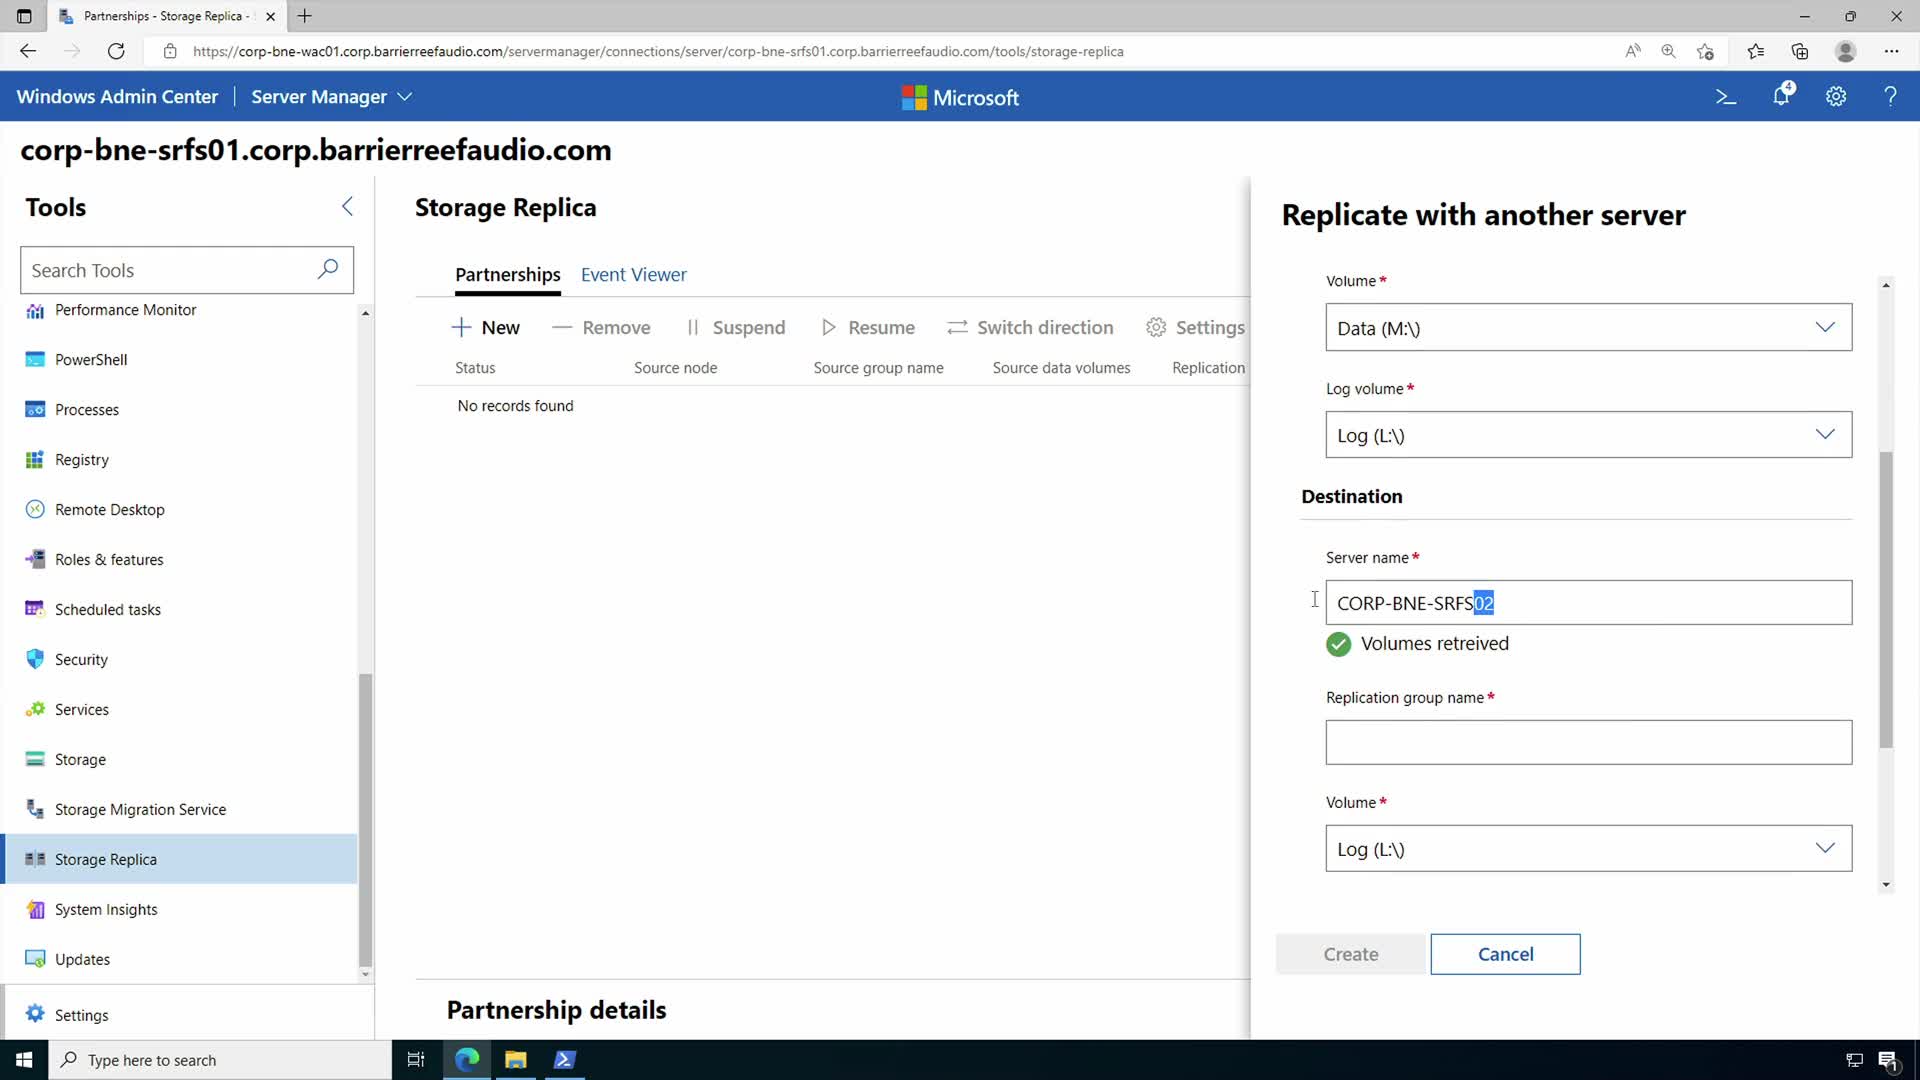 Partnerships - Storage Replica -
https://corp-bne-wac01.corp.barrierreefaudio.com/servermanager/connections/server/corp-bne-srfs01.corp.barrierreefaudio.com/tools/storage-replica
Windows Admin Center | Server Manager
Microsoft
4
corp-bne-srfs01.corp.barrierreefaudio.com
Tools
Search Tools
Performance Monitor
PowerShell
Processes
Registry
Remote Desktop
Roles & features
Scheduled tasks
Security
Services
Storage
Storage Migration Service
Storage Replica
System Insights
Updates
Settings
Storage Replica
Partnerships Event Viewer
New Remove Suspend Resume Switch direction Settings
Status Source node Source group name Source data volumes Replication
No records found
Partnership details
Replicate with another server
Volume *
Data (M:\)
Log volume *
Log (L:\)
Destination
Server name *
CORP-BNE-SRFS02
Volumes retreived
Replication group name *
Volume *
Log (L:\)
Create Cancel
Type here to search
1